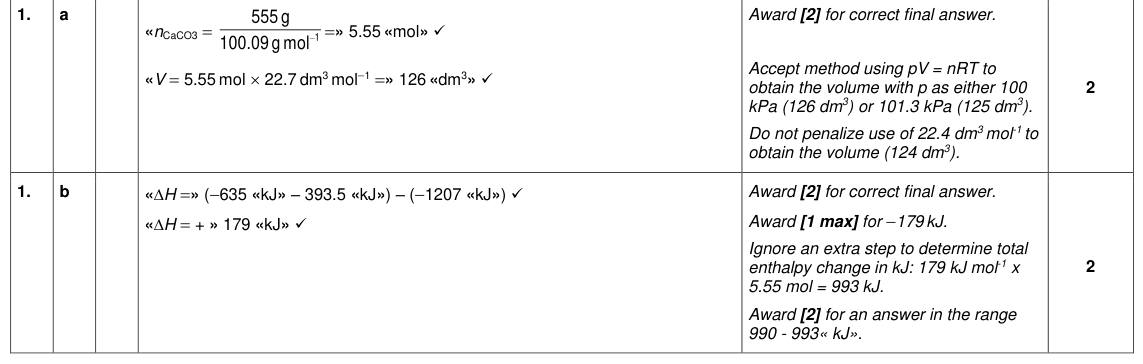 1. a
«nCaCO3 = 555 g / 100.09 g mol⁻¹ =» 5.55 «mol» ✓
«V = 5.55 mol × 22.7 dm³ mol⁻¹ =» 126 «dm³» ✓
Award [2] for correct final answer.
Accept method using pV = nRT to
obtain the volume with p as either 100
kPa (126 dm³) or 101.3 kPa (125 dm³).
Do not penalize use of 22.4 dm³ mol⁻¹ to
obtain the volume (124 dm³).
2
1. b
«ΔH =» (−635 «kJ» – 393.5 «kJ») – (−1207 «kJ») ✓
«ΔH = + » 179 «kJ» ✓
Award [2] for correct final answer.
Award [1 max] for −179 kJ.
Ignore an extra step to determine total
enthalpy change in kJ: 179 kJ mol⁻¹ x
5.55 mol = 993 kJ.
Award [2] for an answer in the range
990 - 993« kJ».
2